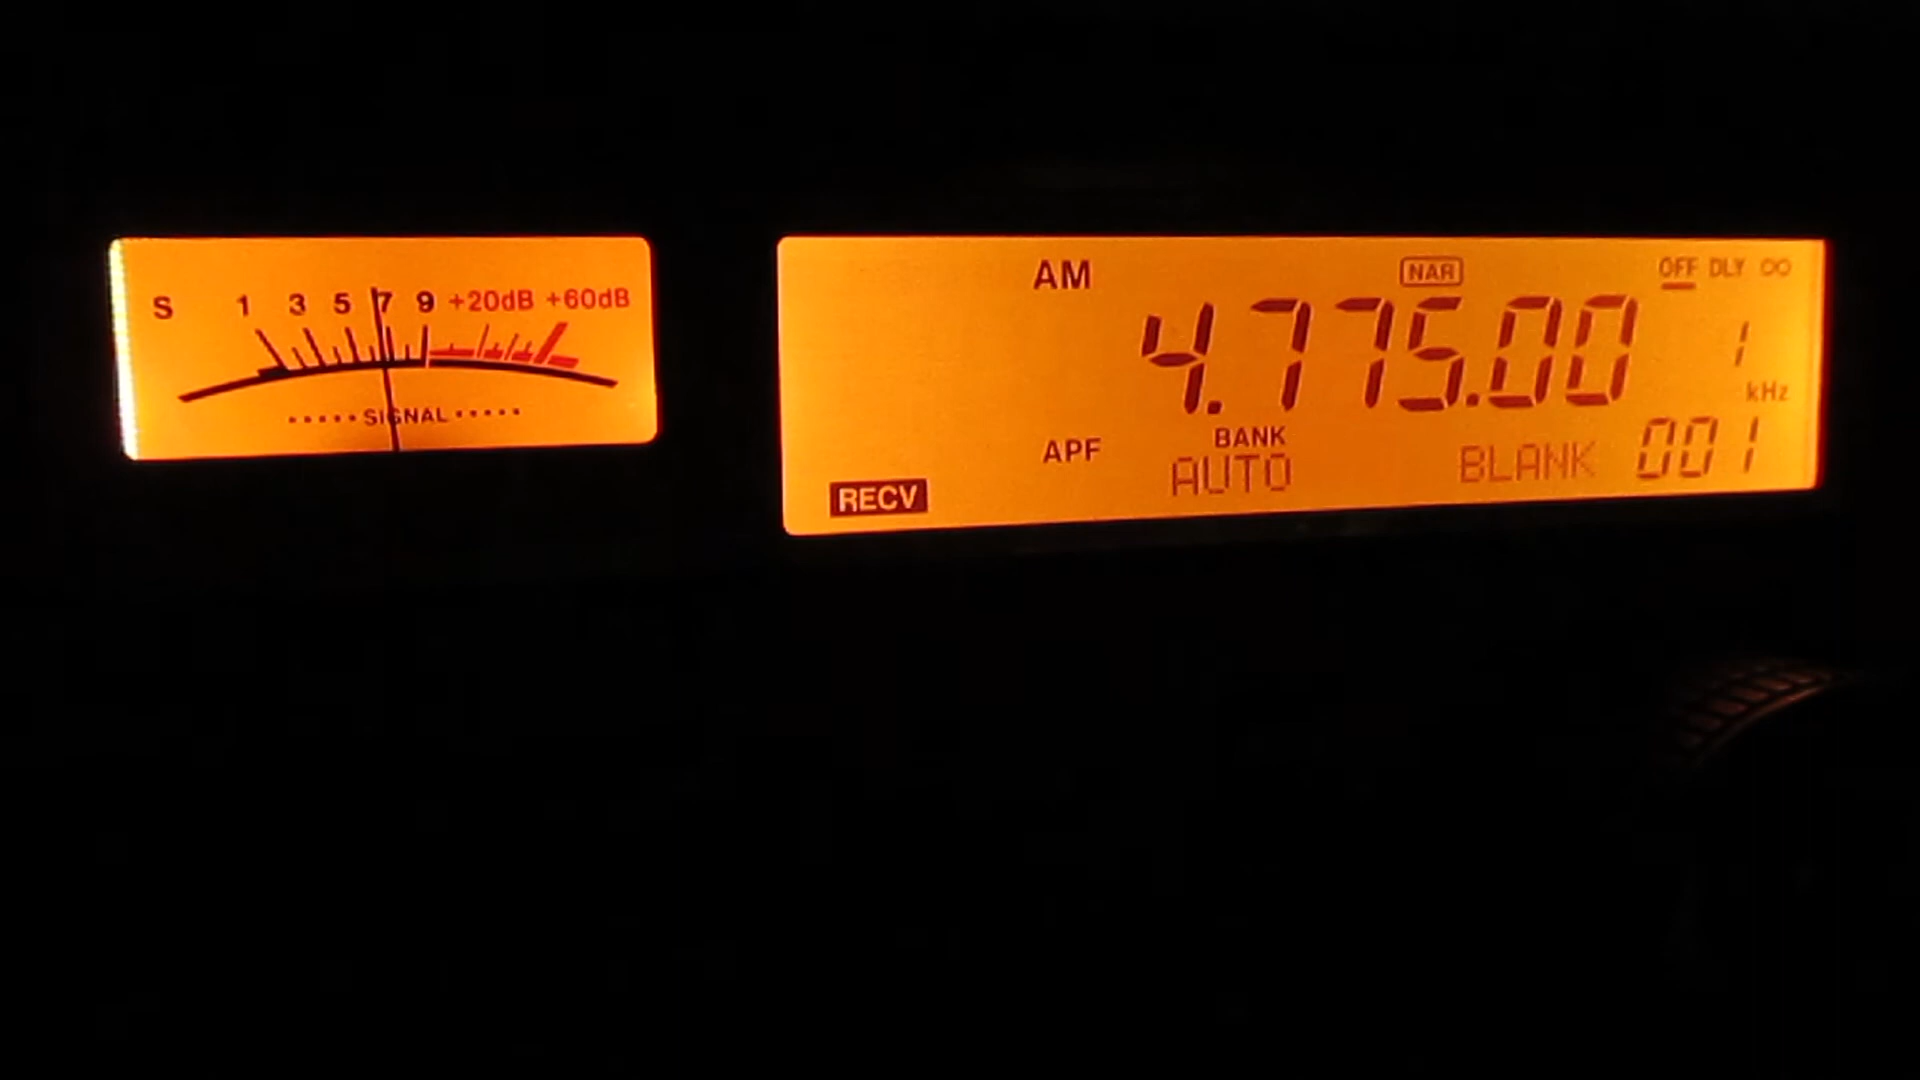 S 1 3 5 7 9 +20dB +60dB
SIGNAL
AM NAR OFF DLY ∞
4.775.00 1
kHz
APF BANK
AUTO BLANK 001
RECV